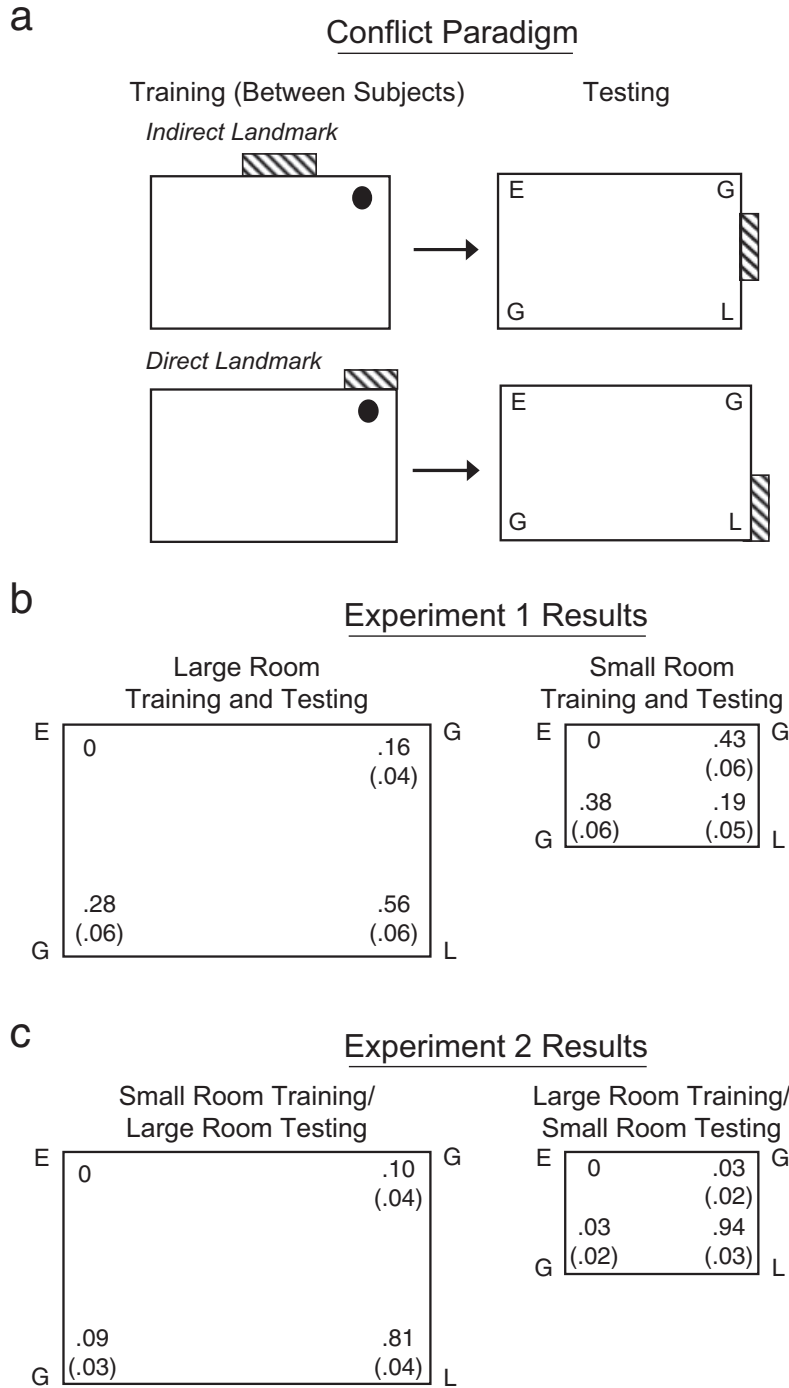 a
Conflict Paradigm
Training (Between Subjects) Testing
Indirect Landmark
E G
G L
Direct Landmark
E G
G L
b
Experiment 1 Results
Large Room
Training and Testing
E 0 .16 G
(.04)
.28 .56
(.06) (.06)
G L
Small Room
Training and Testing
E 0 .43 G
(.06)
.38 .19
(.06) (.05)
G L
c
Experiment 2 Results
Small Room Training/
Large Room Testing
E 0 .10 G
(.04)
.09 .81
(.03) (.04)
G L
Large Room Training/
Small Room Testing
E 0 .03 G
(.02)
.03 .94
(.02) (.03)
G L